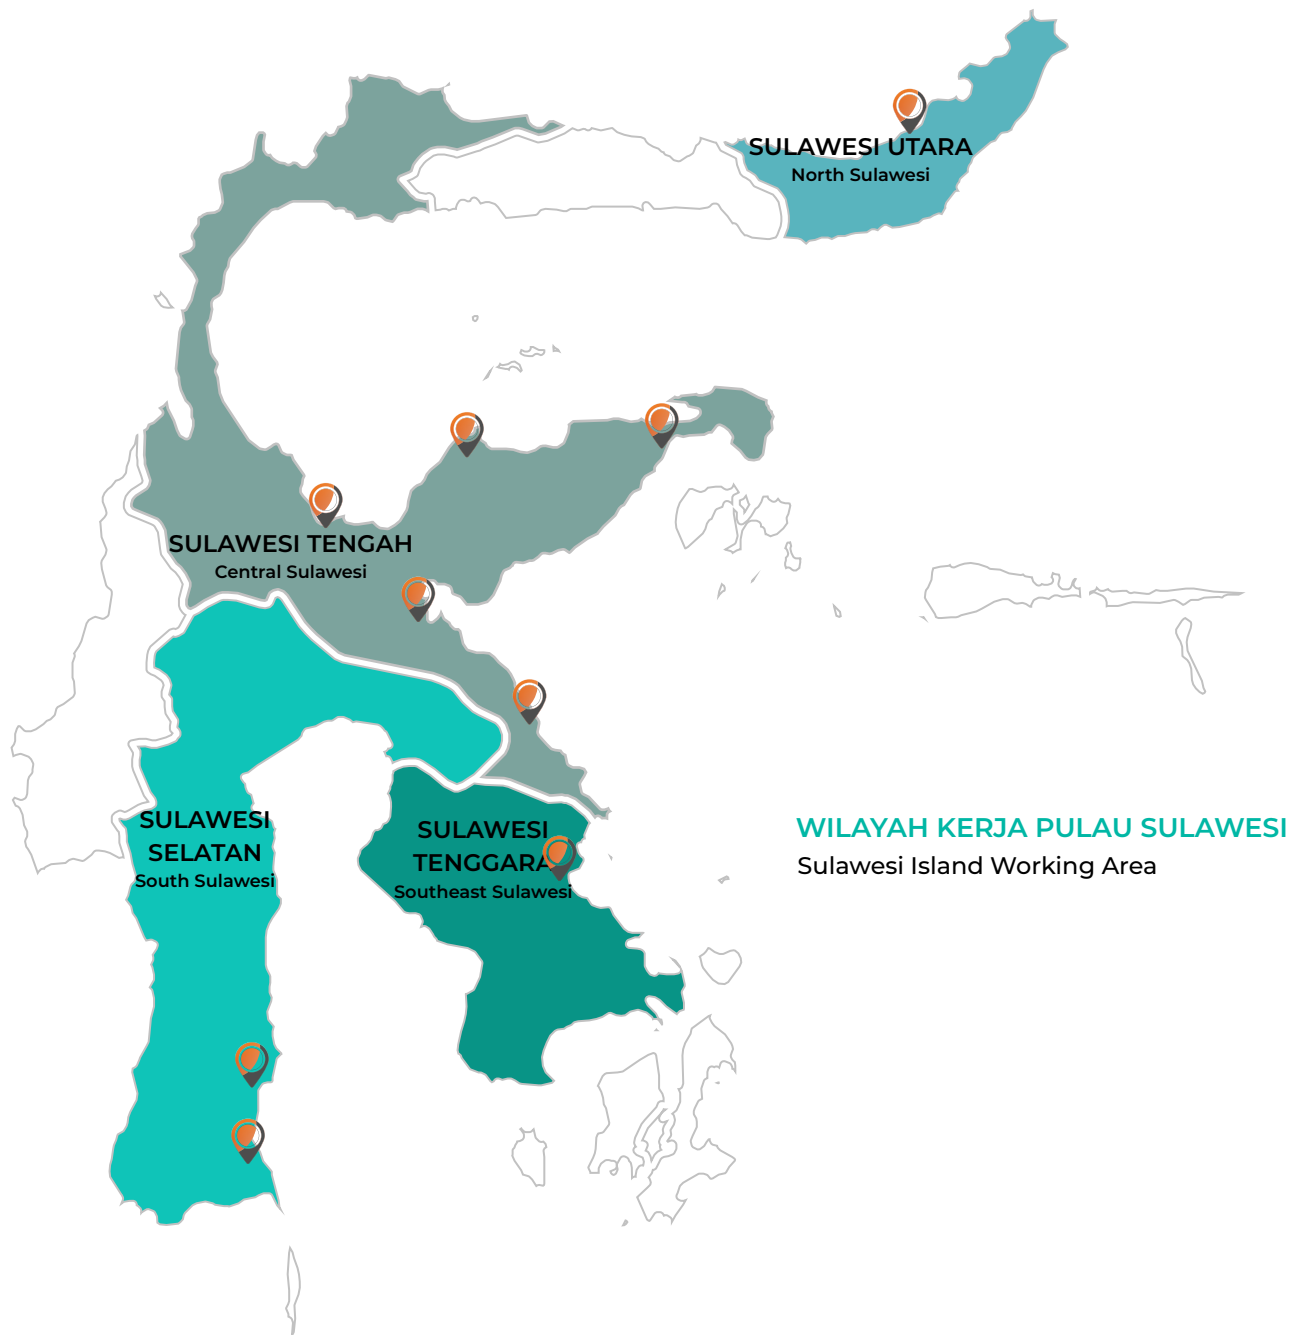 SULAWESI UTARA
North Sulawesi
SULAWESI TENGAH
Central Sulawesi
SULAWESI
SELATAN
South Sulawesi
SULAWESI
TENGGARA
Southeast Sulawesi
WILAYAH KERJA PULAU SULAWESI
Sulawesi Island Working Area